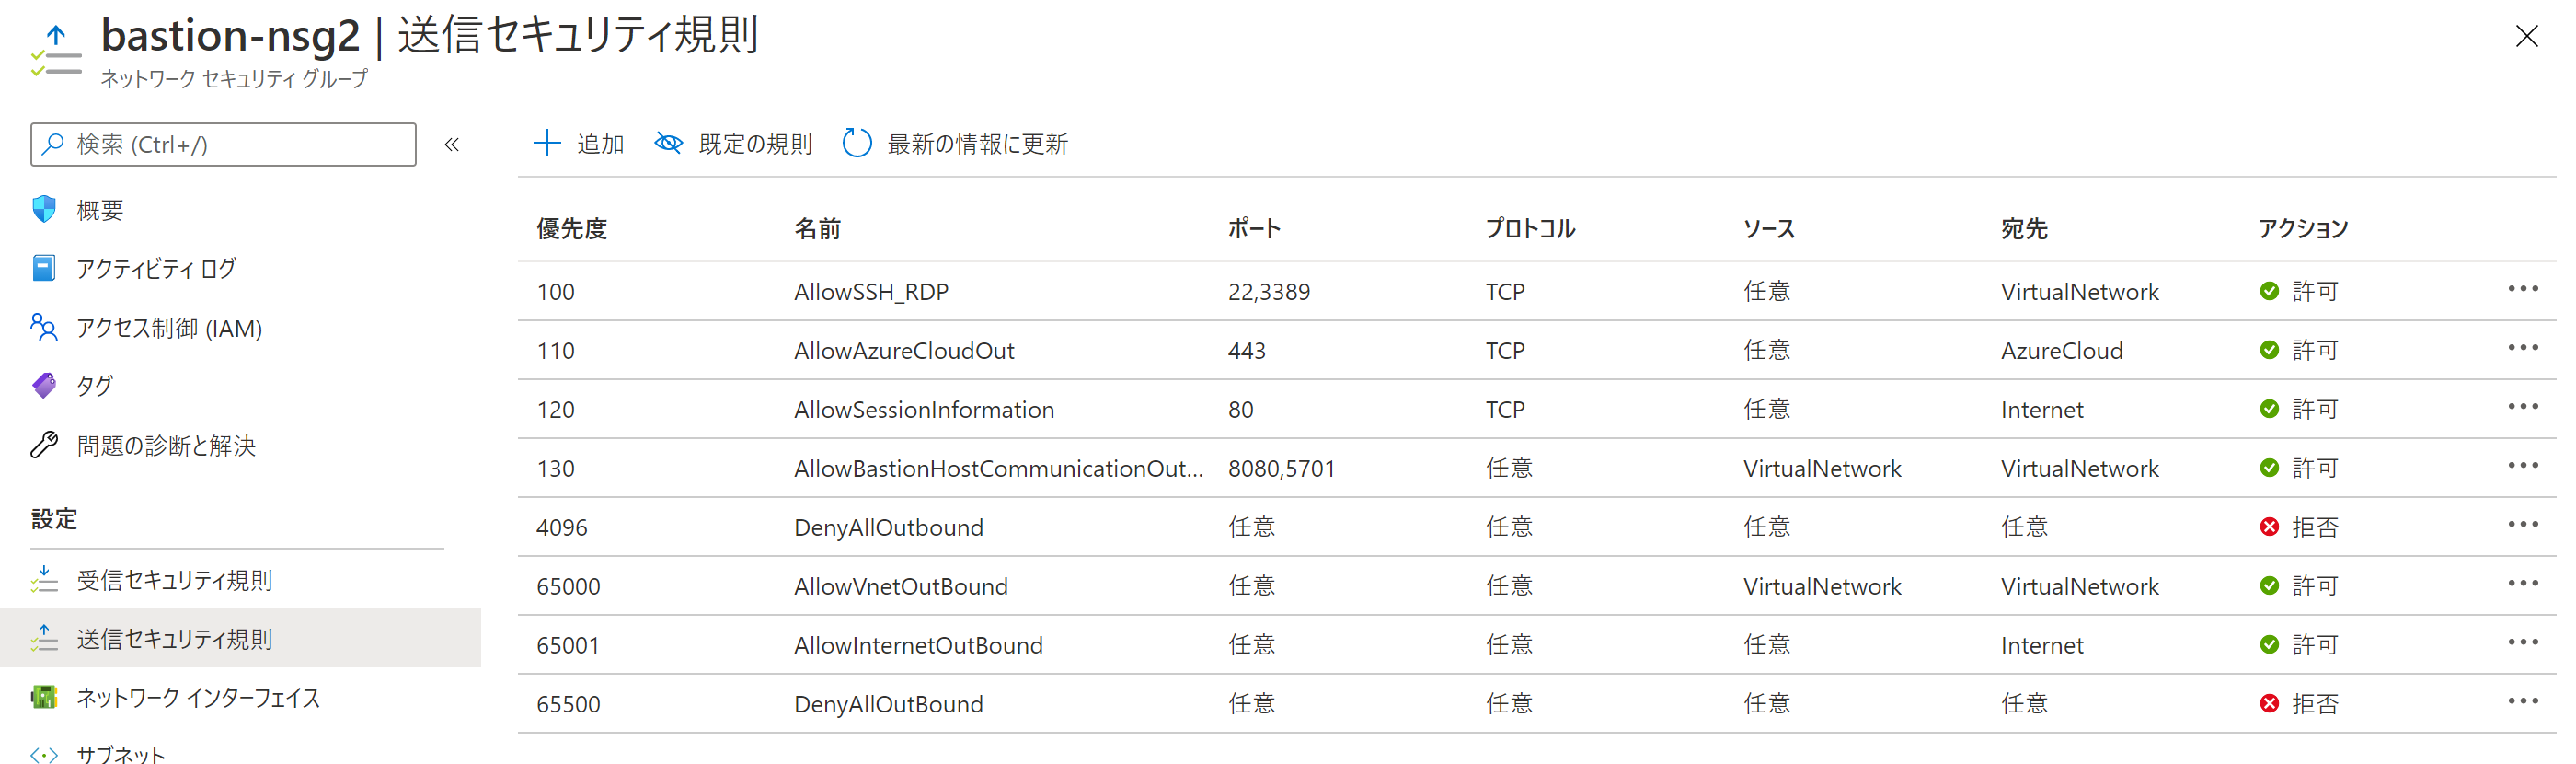 bastion-nsg2 | 送信セキュリティ規則
ネットワーク セキュリティ グループ
検索 (Ctrl+/)
«
概要
アクティビティ ログ
アクセス制御 (IAM)
タグ
問題の診断と解決
設定
受信セキュリティ規則
送信セキュリティ規則
ネットワーク インターフェイス
サブネット
追加 既定の規則 最新の情報に更新
優先度 名前 ポート プロトコル ソース 宛先 アクション
100 AllowSSH_RDP 22,3389 TCP 任意 VirtualNetwork 許可 •••
110 AllowAzureCloudOut 443 TCP 任意 AzureCloud 許可 •••
120 AllowSessionInformation 80 TCP 任意 Internet 許可 •••
130 AllowBastionHostCommunicationOut... 8080,5701 任意 VirtualNetwork VirtualNetwork 許可 •••
4096 DenyAllOutbound 任意 任意 任意 任意 拒否 •••
65000 AllowVnetOutBound 任意 任意 VirtualNetwork VirtualNetwork 許可 •••
65001 AllowInternetOutBound 任意 任意 任意 Internet 許可 •••
65500 DenyAllOutBound 任意 任意 任意 任意 拒否 •••